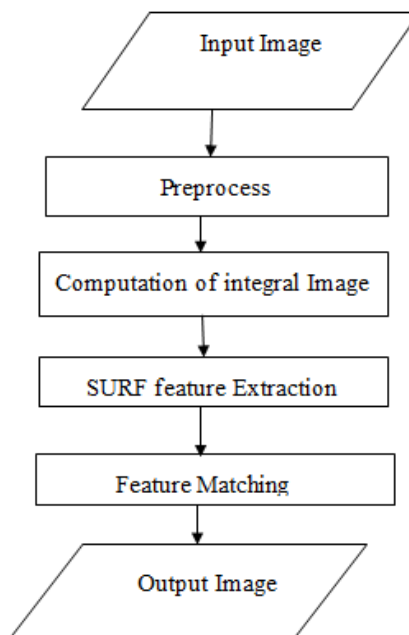 Input Image
Preprocess
Computation of integral Image
SURF feature Extraction
Feature Matching
Output Image